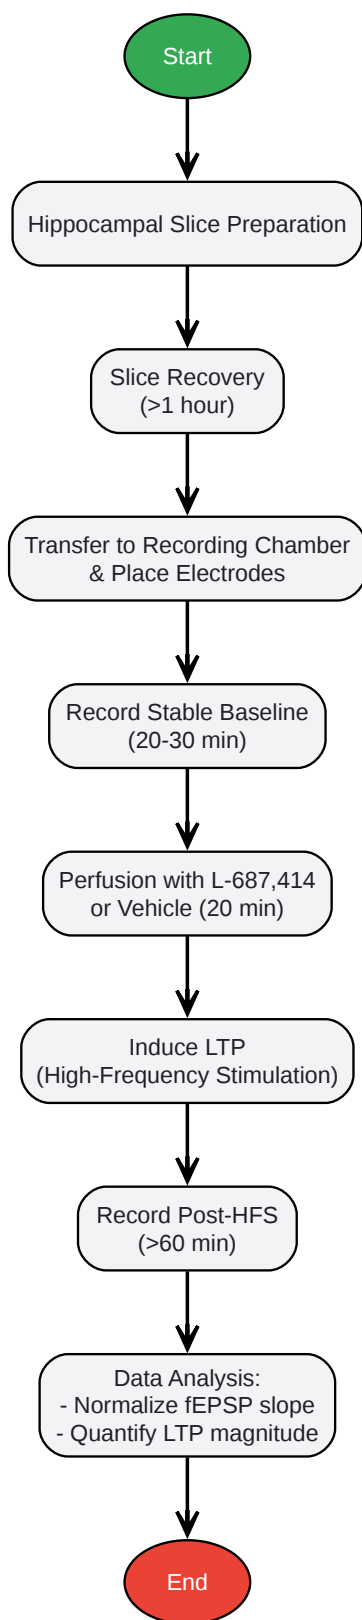 Start
Hippocampal Slice Preparation
Slice Recovery
(>1 hour)
Transfer to Recording Chamber
& Place Electrodes
Record Stable Baseline
(20-30 min)
Perfusion with L-687,414
or Vehicle (20 min)
Induce LTP
(High-Frequency Stimulation)
Record Post-HFS
(>60 min)
Data Analysis:
- Normalize fEPSP slope
- Quantify LTP magnitude
End